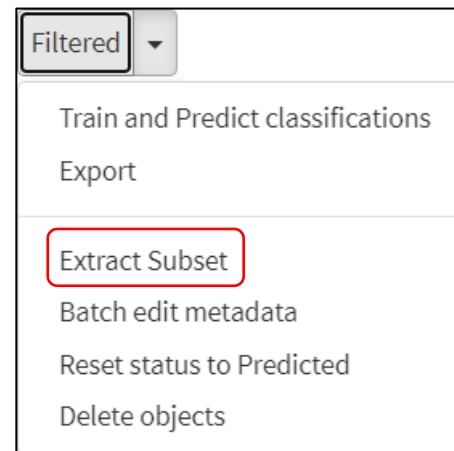 Filtered
Train and Predict classifications
Export
Extract Subset
Batch edit metadata
Reset status to Predicted
Delete objects